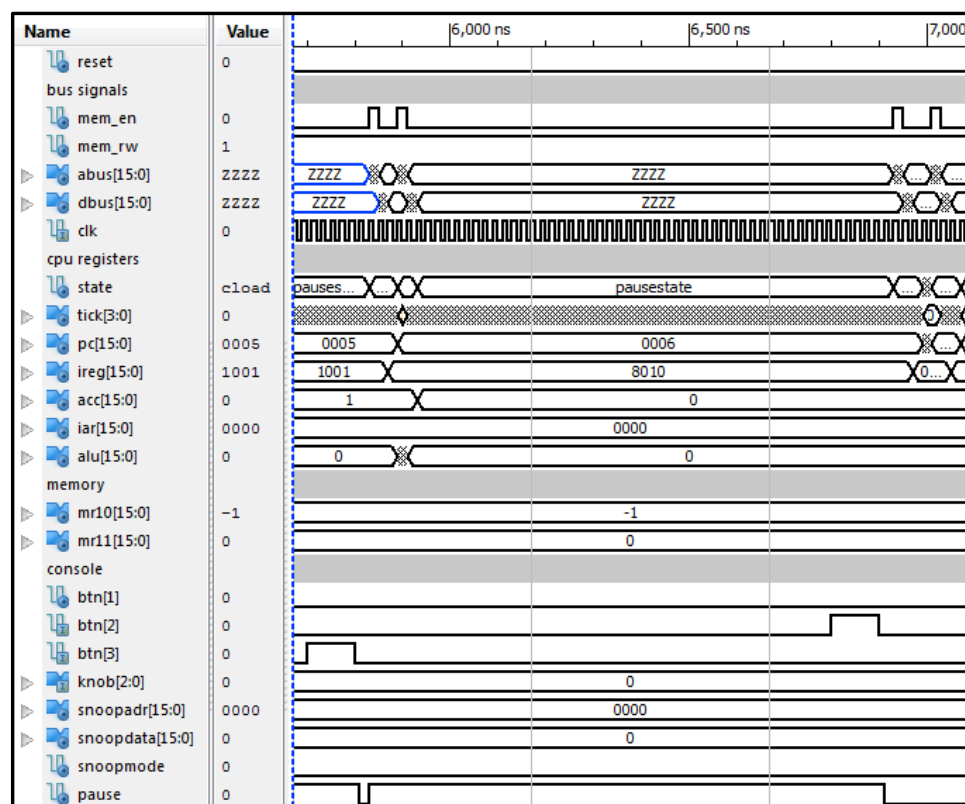 Name Value 6,000 ns 6,500 ns 7,000
reset 0
bus signals
mem_en 0
mem_rw 1
abus[15:0] ZZZZ ZZZZ ZZZZ ... ...
dbus[15:0] ZZZZ ZZZZ ZZZZ ...
clk 0
cpu registers
state cload pauses... ... pausestate ... ...
tick[3:0] 0 0
pc[15:0] 0005 0005 0006 ...
ireg[15:0] 1001 1001 8010 0...
acc[15:0] 0 1 0
iar[15:0] 0000 0000
alu[15:0] 0 0 0
memory
mr10[15:0] -1 -1
mr11[15:0] 0 0
console
btn[1] 0
btn[2] 0
btn[3] 0
knob[2:0] 0 0
snoopadr[15:0] 0000 0000
snoopdata[15:0] 0 0
snoopmode 0
pause 0